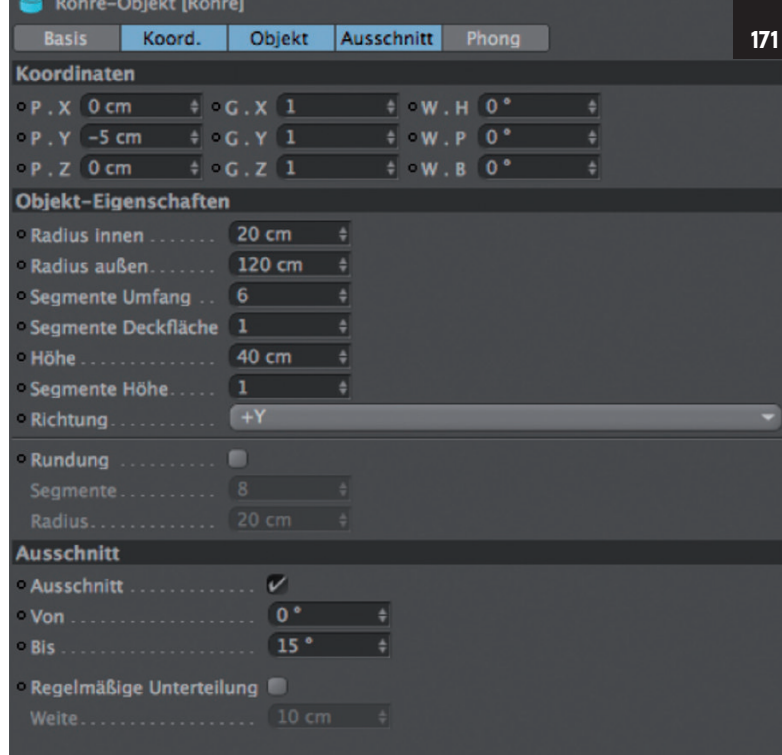 Röhre-Objekt [Röhre]
Basis Koord. Objekt Ausschnitt Phong
171
Koordinaten
P . X 0 cm G . X 1 W . H 0 °
P . Y -5 cm G . Y 1 W . P 0 °
P . Z 0 cm G . Z 1 W . B 0 °
Objekt-Eigenschaften
Radius innen ....... 20 cm
Radius außen....... 120 cm
Segmente Umfang .. 6
Segmente Deckfläche 1
Höhe .............. 40 cm
Segmente Höhe..... 1
Richtung........... +Y
Rundung .......... 
Segmente .......... 8
Radius............. 20 cm
Ausschnitt
Ausschnitt ............. ✓
Von ................... 0 °
Bis .................... 15 °
Regelmäßige Unterteilung
Weite.................. 10 cm